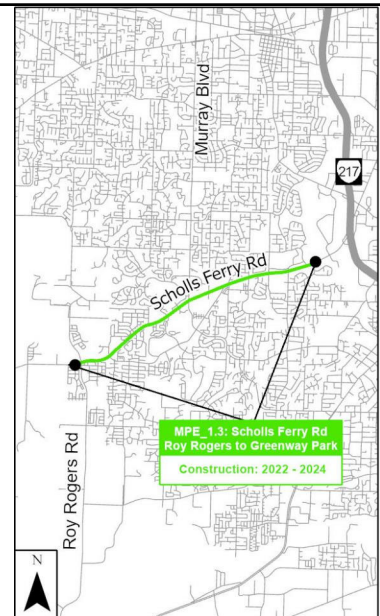 Murray Blvd
217
Scholls Ferry Rd
MPE_1.3: Scholls Ferry Rd
Roy Rogers to Greenway Park
Construction: 2022 - 2024
Roy Rogers Rd
N